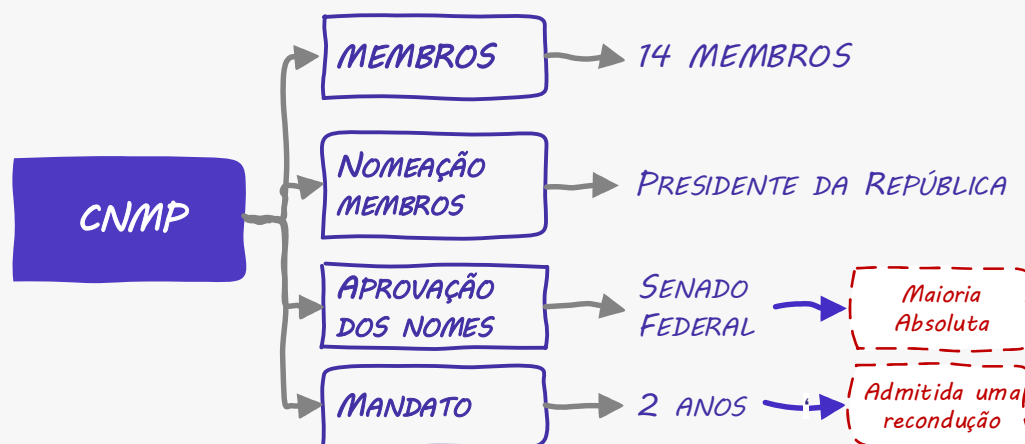 CNMP
MEMBROS
14 MEMBROS
NOMEAÇÃO
MEMBROS
PRESIDENTE DA REPÚBLICA
APROVAÇÃO
DOS NOMES
SENADO
FEDERAL
Maioria
Absoluta
MANDATO
2 ANOS
Admitida uma
recondução